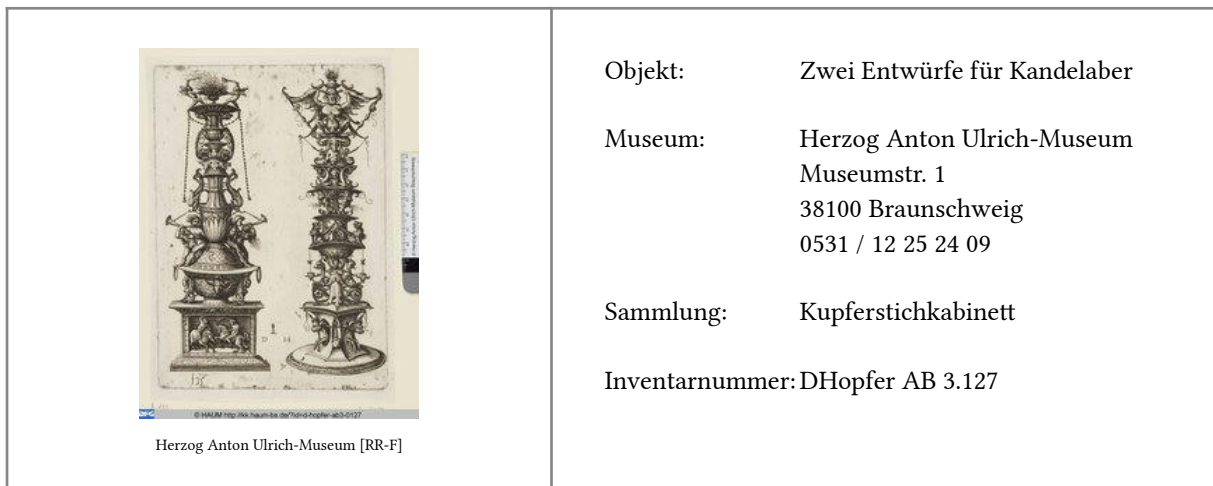 DH
© HAUM http://kk.haum-bs.de/?id=d-hopfer-ab3-0127
Herzog Anton Ulrich-Museum [RR-F]
Objekt: Zwei Entwürfe für Kandelaber
Museum: Herzog Anton Ulrich-Museum
Museumstr. 1
38100 Braunschweig
0531 / 12 25 24 09
Sammlung: Kupferstichkabinett
Inventarnummer: DHopfer AB 3.127